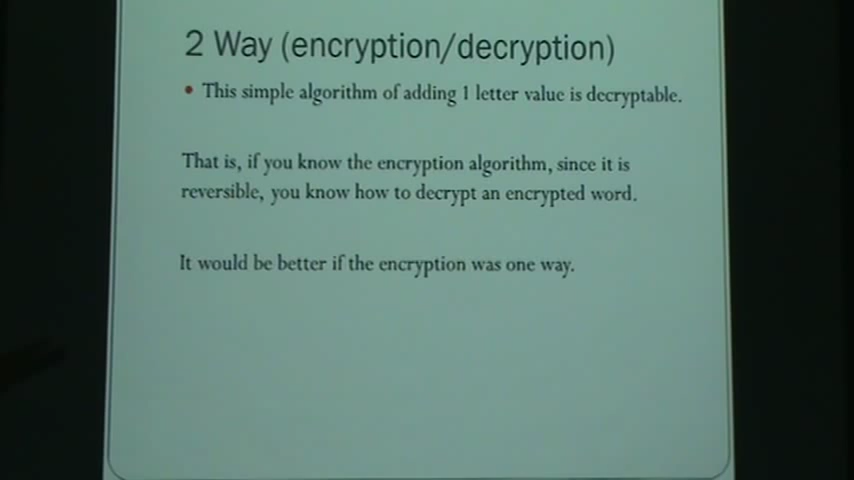 2 Way (encryption/decryption)
• This simple algorithm of adding 1 letter value is decryptable.
That is, if you know the encryption algorithm, since it is
reversible, you know how to decrypt an encrypted word.
It would be better if the encryption was one way.